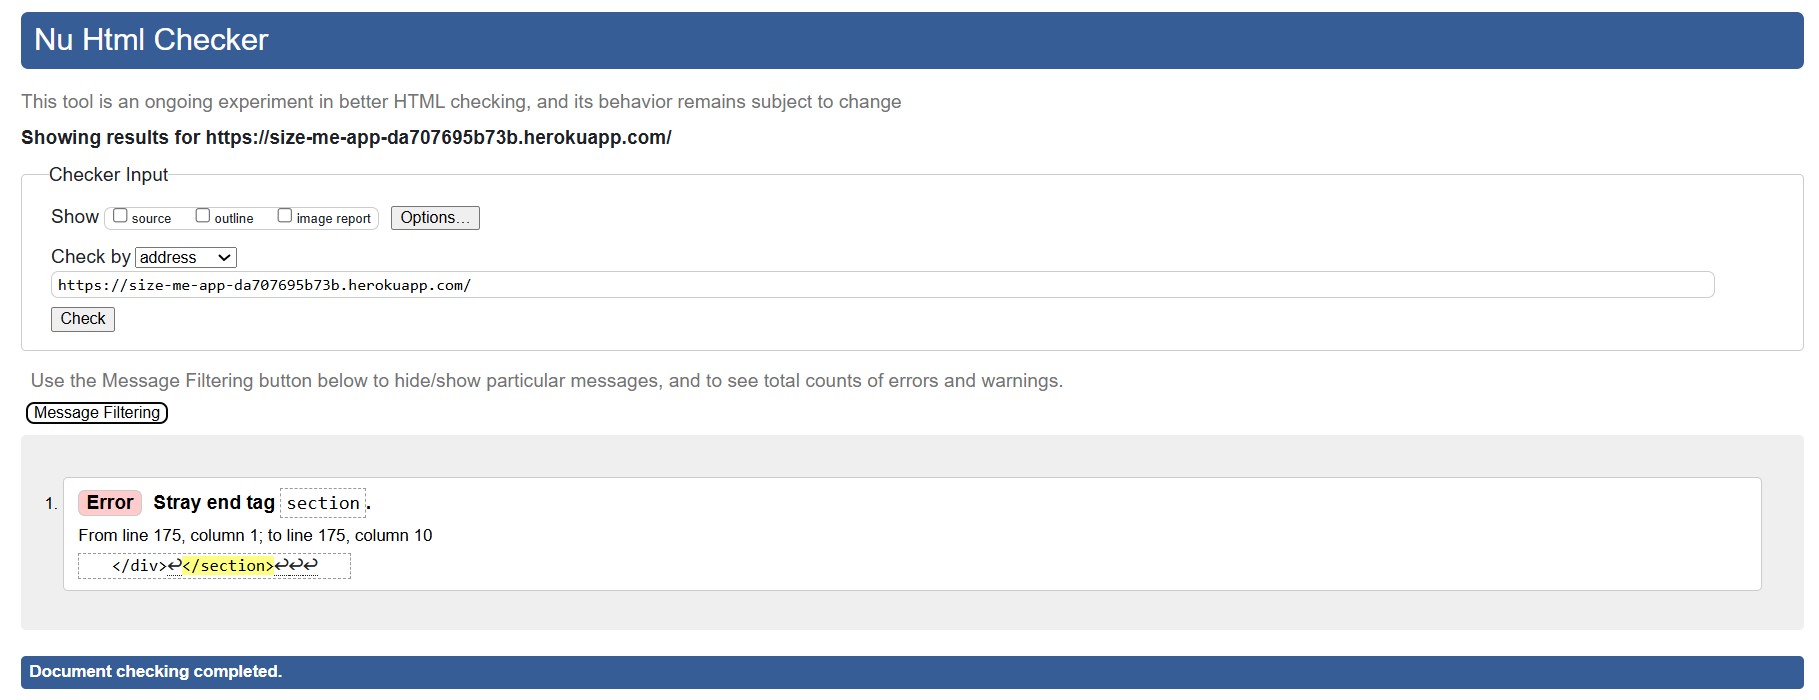 Nu Html Checker
This tool is an ongoing experiment in better HTML checking, and its behavior remains subject to change
Showing results for https://size-me-app-da707695b73b.herokuapp.com/
Checker Input
Show source outline image report Options...
Check by address
https://size-me-app-da707695b73b.herokuapp.com/
Check
Use the Message Filtering button below to hide/show particular messages, and to see total counts of errors and warnings.
Message Filtering
1. Error Stray end tag section.
From line 175, column 1; to line 175, column 10
</div>↩</section>↩↩↩
Document checking completed.